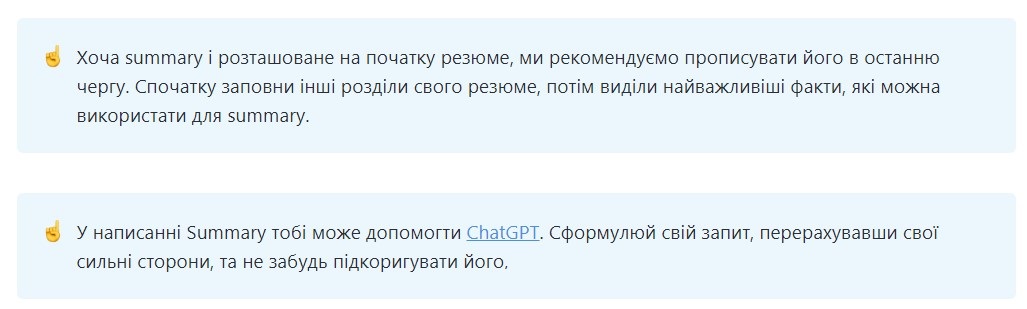 ☝ Хоча summary і розташоване на початку резюме, ми рекомендуємо прописувати його в останню
чергу. Спочатку заповни інші розділи свого резюме, потім виділи найважливіші факти, які можна
використати для summary.
☝ У написанні Summary тобі може допомогти ChatGPT. Сформулюй свій запит, перерахувавши свої
сильні сторони, та не забудь підкоригувати його.